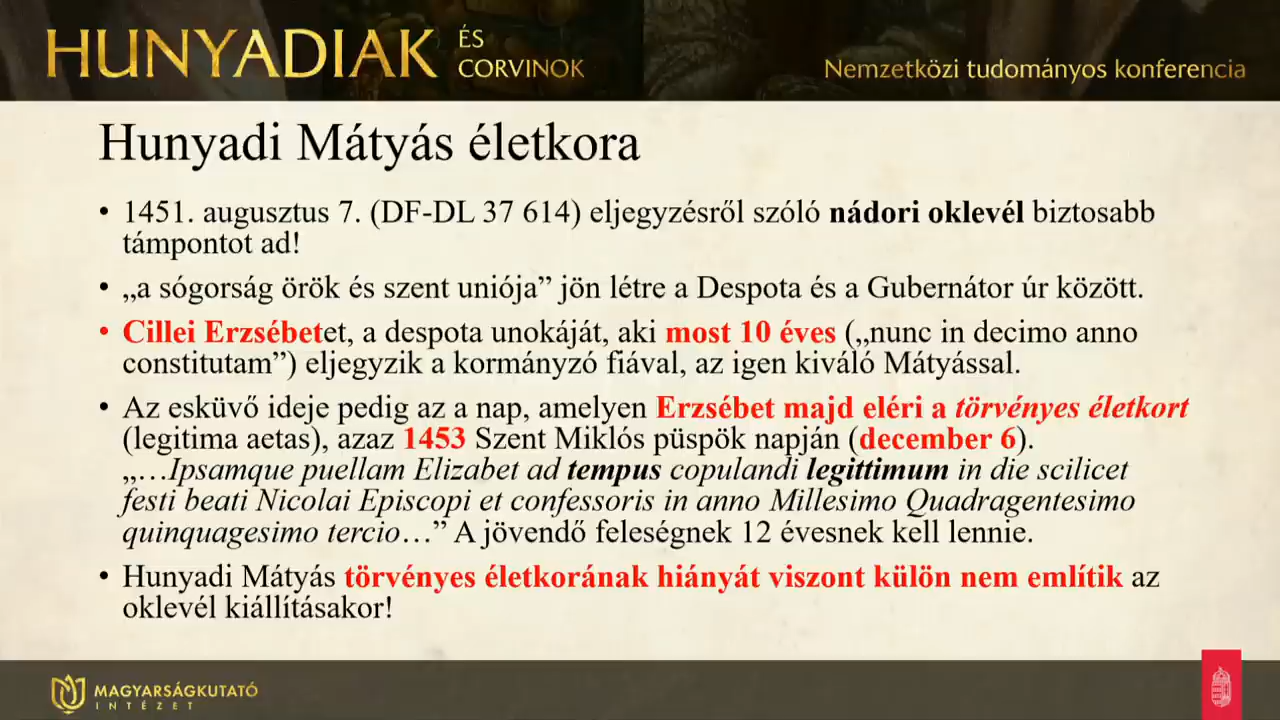 HUNYADIAK ÉS CORVINOK
Nemzetközi tudományos konferencia
Hunyadi Mátyás életkora
• 1451. augusztus 7. (DF-DL 37 614) eljegyzésről szóló nádori oklevél biztosabb
támpontot ad!
• „a sógorság örök és szent uniója” jön létre a Despota és a Gubernátor úr között.
• Cillei Erzsébetet, a despota unokáját, aki most 10 éves („nunc in decimo anno
constitutam”) eljegyzik a kormányzó fiával, az igen kiváló Mátyással.
• Az esküvő ideje pedig az a nap, amelyen Erzsébet majd eléri a törvényes életkort
(legitima aetas), azaz 1453 Szent Miklós püspök napján (december 6).
„…Ipsamque puellam Elizabet ad tempus copulandi legittimum in die scilicet
festi beati Nicolai Episcopi et confessoris in anno Millesimo Quadragentesimo
quinquagesimo tercio…” A jövendő feleségnek 12 évesnek kell lennie.
• Hunyadi Mátyás törvényes életkorának hiányát viszont külön nem említik az
oklevél kiállításakor!
MAGYARSÁGKUTATÓ
INTÉZET